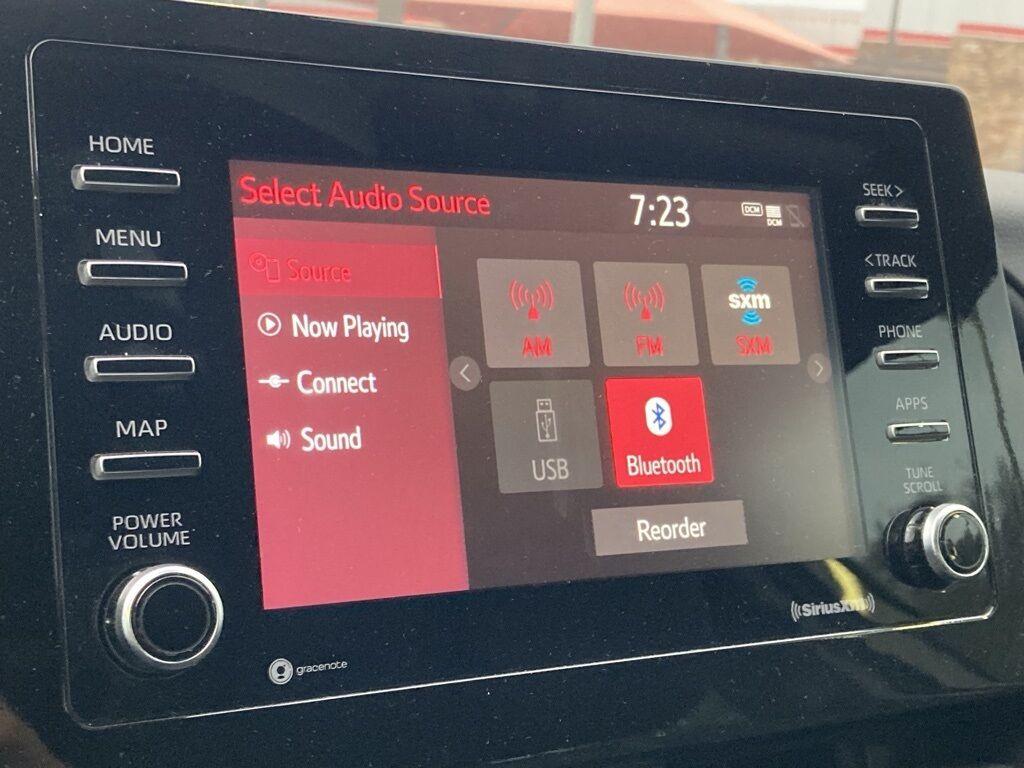 HOME
MENU
AUDIO
MAP
POWER
VOLUME
Select Audio Source
7:23
DCM
DCM
Source
Now Playing
Connect
Sound
AM
FM
sxm
SXM
USB
Bluetooth
Reorder
SEEK >
< TRACK
PHONE
APPS
TUNE
SCROLL
gracenote
SiriusXM